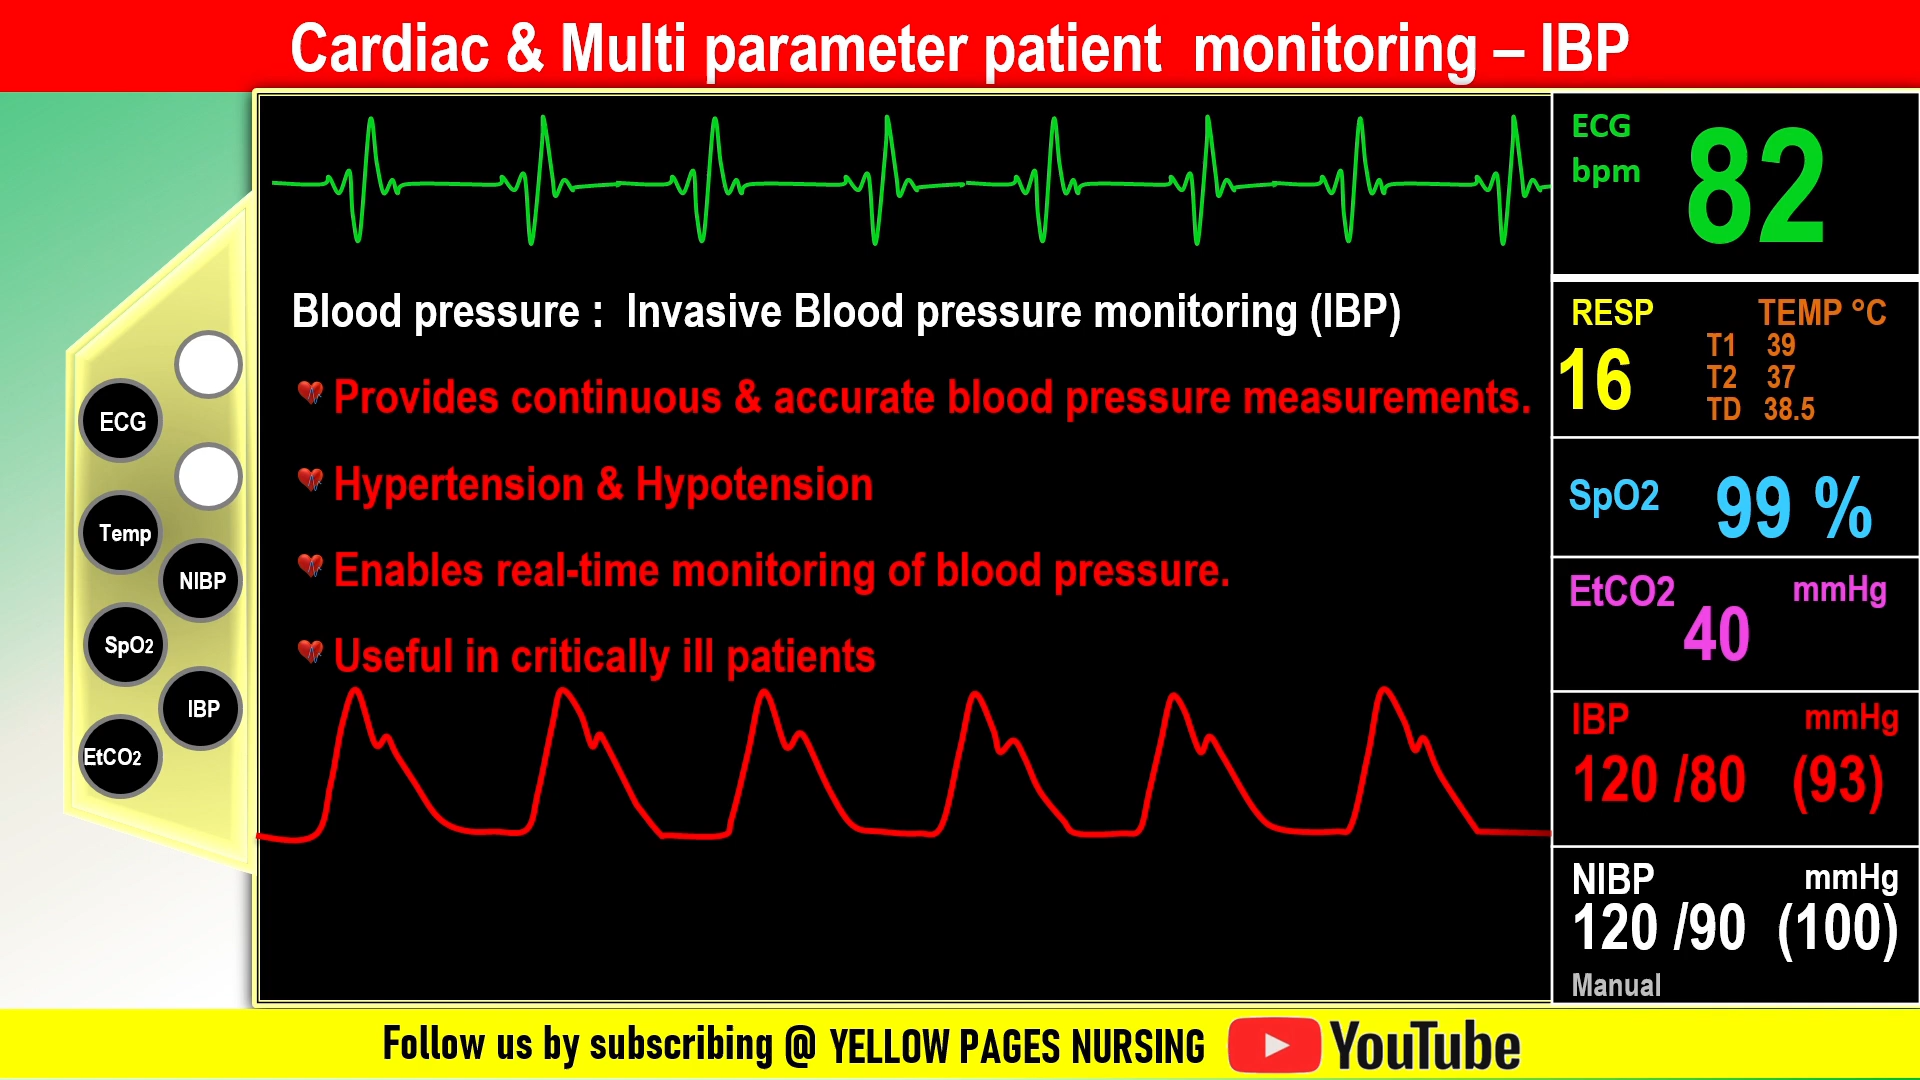 Cardiac & Multi parameter patient monitoring – IBP
ECG
bpm
82
Blood pressure : Invasive Blood pressure monitoring (IBP)
Provides continuous & accurate blood pressure measurements.
Hypertension & Hypotension
Enables real-time monitoring of blood pressure.
Useful in critically ill patients
ECG
Temp
NIBP
SpO2
IBP
EtCO2
RESP
16
TEMP °C
T1 39
T2 37
TD 38.5
SpO2 99 %
EtCO2 mmHg
40
IBP mmHg
120 /80 (93)
NIBP mmHg
120 /90 (100)
Manual
Follow us by subscribing @ YELLOW PAGES NURSING YouTube